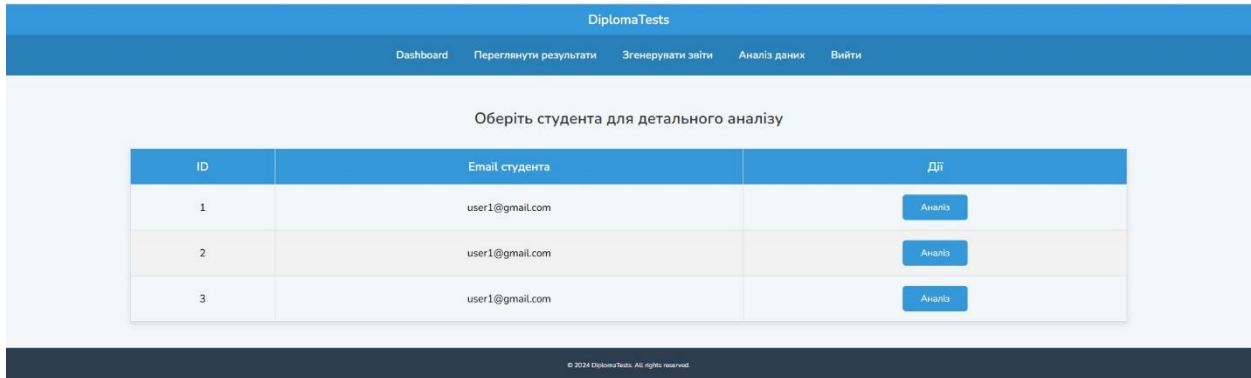 DiplomaTests
Dashboard Переглянути результати Згенерувати звіти Аналіз даних Вийти
Оберіть студента для детального аналізу
ID Email студента Дії
1 user1@gmail.com Аналіз
2 user1@gmail.com Аналіз
3 user1@gmail.com Аналіз
© 2024 DiplomaTests. All rights reserved.